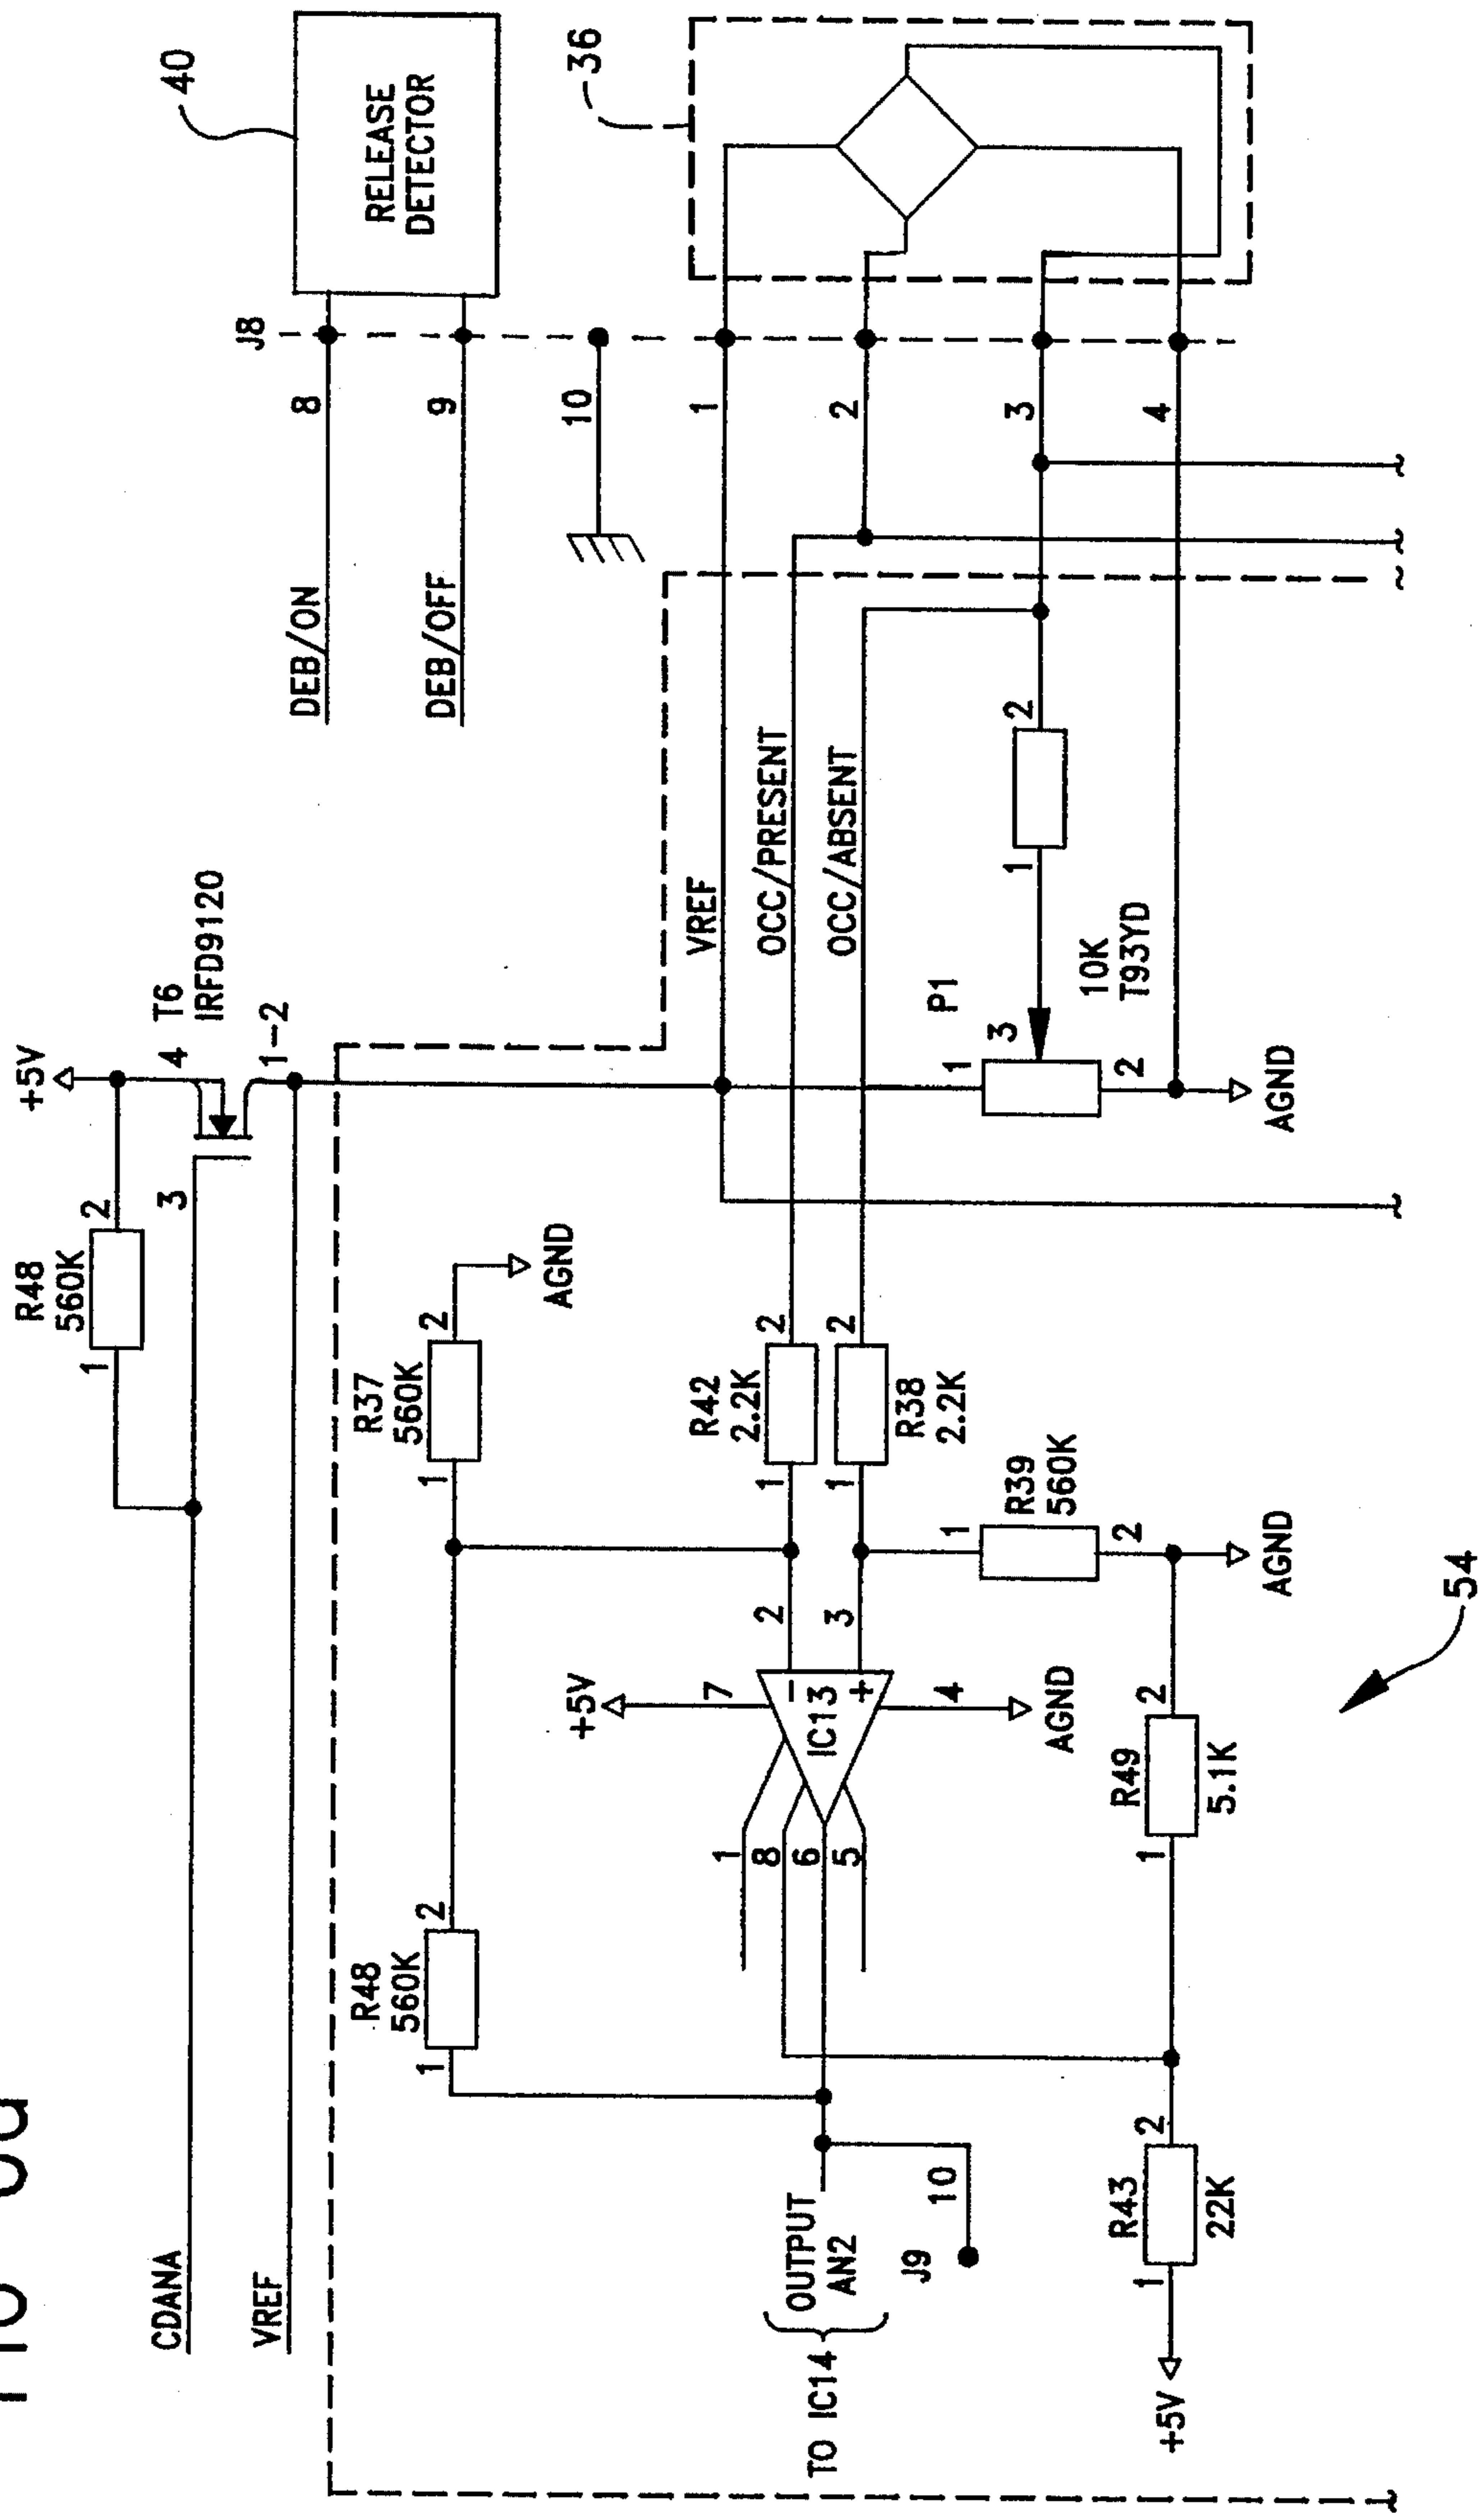 CDANA
VREF
R48
560K
1
2
3
+5V
4
T6
IRFD9120
1-2
40
RELEASE
DETECTOR
J8
8
DEB/ON
9
DEB/OFF
10
36
R48
560K
1
2
R37
560K
1
2
AGND
VREF
1
OCC/PRESENT
2
OCC/ABSENT
3
4
TO IC14
OUTPUT
AN2
J9
10
1
8
6
5
+5V
7
IC13
−
+
4
AGND
2
3
R42
2.2K
1
2
1
2
R38
2.2K
P1
1
3
2
10K
T93YD
AGND
1
2
R39
560K
1
2
AGND
+5V
1
R43
22K
2
1
R49
5.1K
2
54